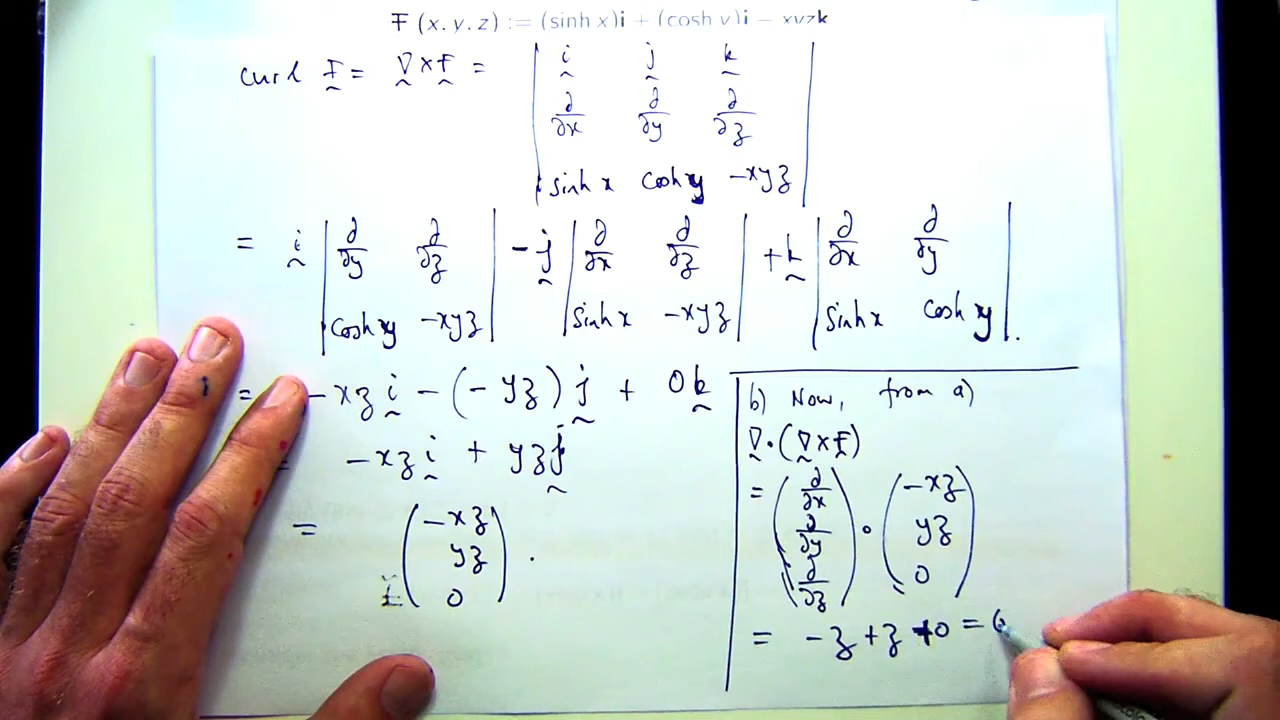 F (x, y, z) := (sinh x)i + (cosh y)j − xyzk
curl F = ∇ × F = | i j k |
| ∂/∂x ∂/∂y ∂/∂z |
| sinh x cosh y -xyz |
= i | ∂/∂y ∂/∂z | - j | ∂/∂x ∂/∂z | + k | ∂/∂x ∂/∂y |
| cosh y -xyz | | sinh x -xyz | | sinh x cosh y | .
= -xz i - (-yz) j + 0k
= -xz i + yz j
= ( -xz
yz
0 ) .
b) Now, from a)
∇ · (∇ × F)
= ( ∂/∂x ∂/∂y ∂/∂z ) · ( -xz yz 0 )
= -z + z + 0 = 0